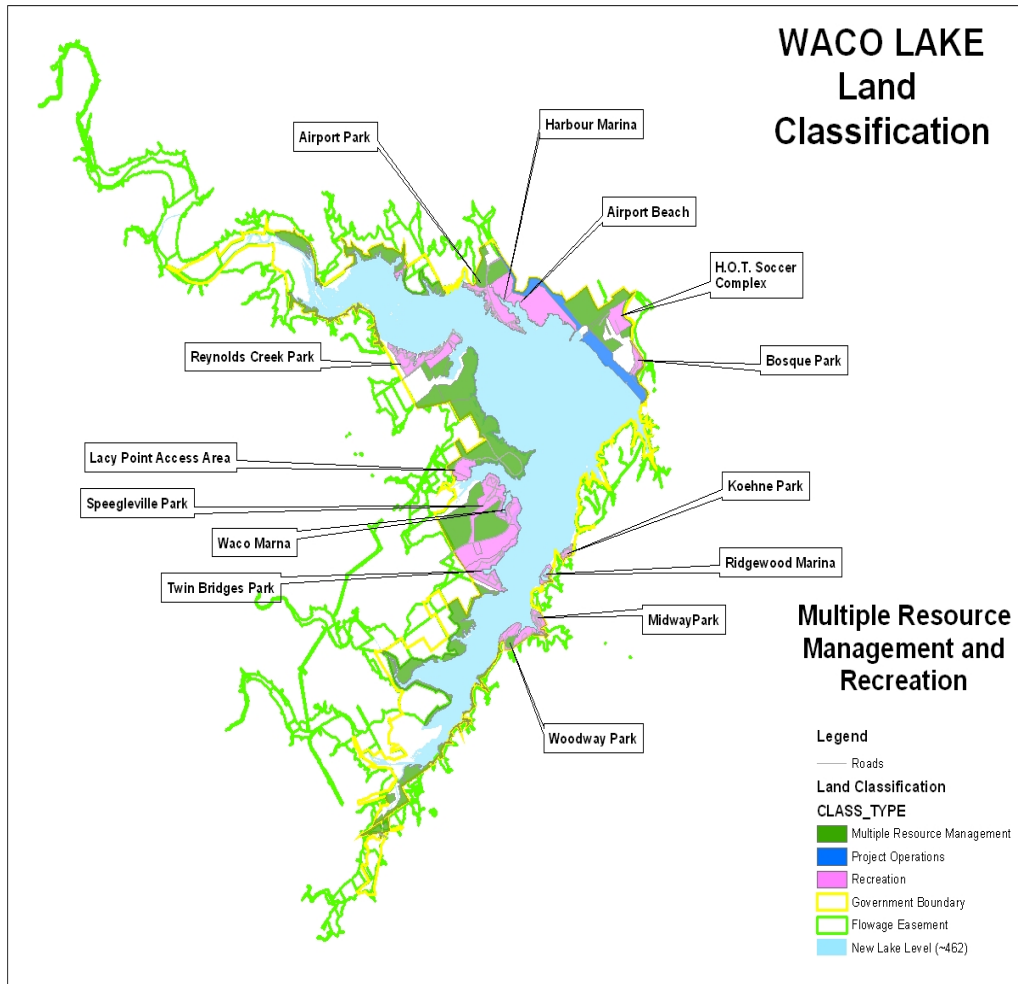 WACO LAKE
Land
Classification
Harbour Marina
Airport Park
Airport Beach
H.O.T. Soccer
Complex
Reynolds Creek Park
Bosque Park
Lacy Point Access Area
Koehne Park
Speegleville Park
Waco Marna
Ridgewood Marina
Twin Bridges Park
MidwayPark
Woodway Park
Multiple Resource
Management and
Recreation
Legend
Roads
Land Classification
CLASS_TYPE
Multiple Resource Management
Project Operations
Recreation
Government Boundary
Flowage Easement
New Lake Level (~462)